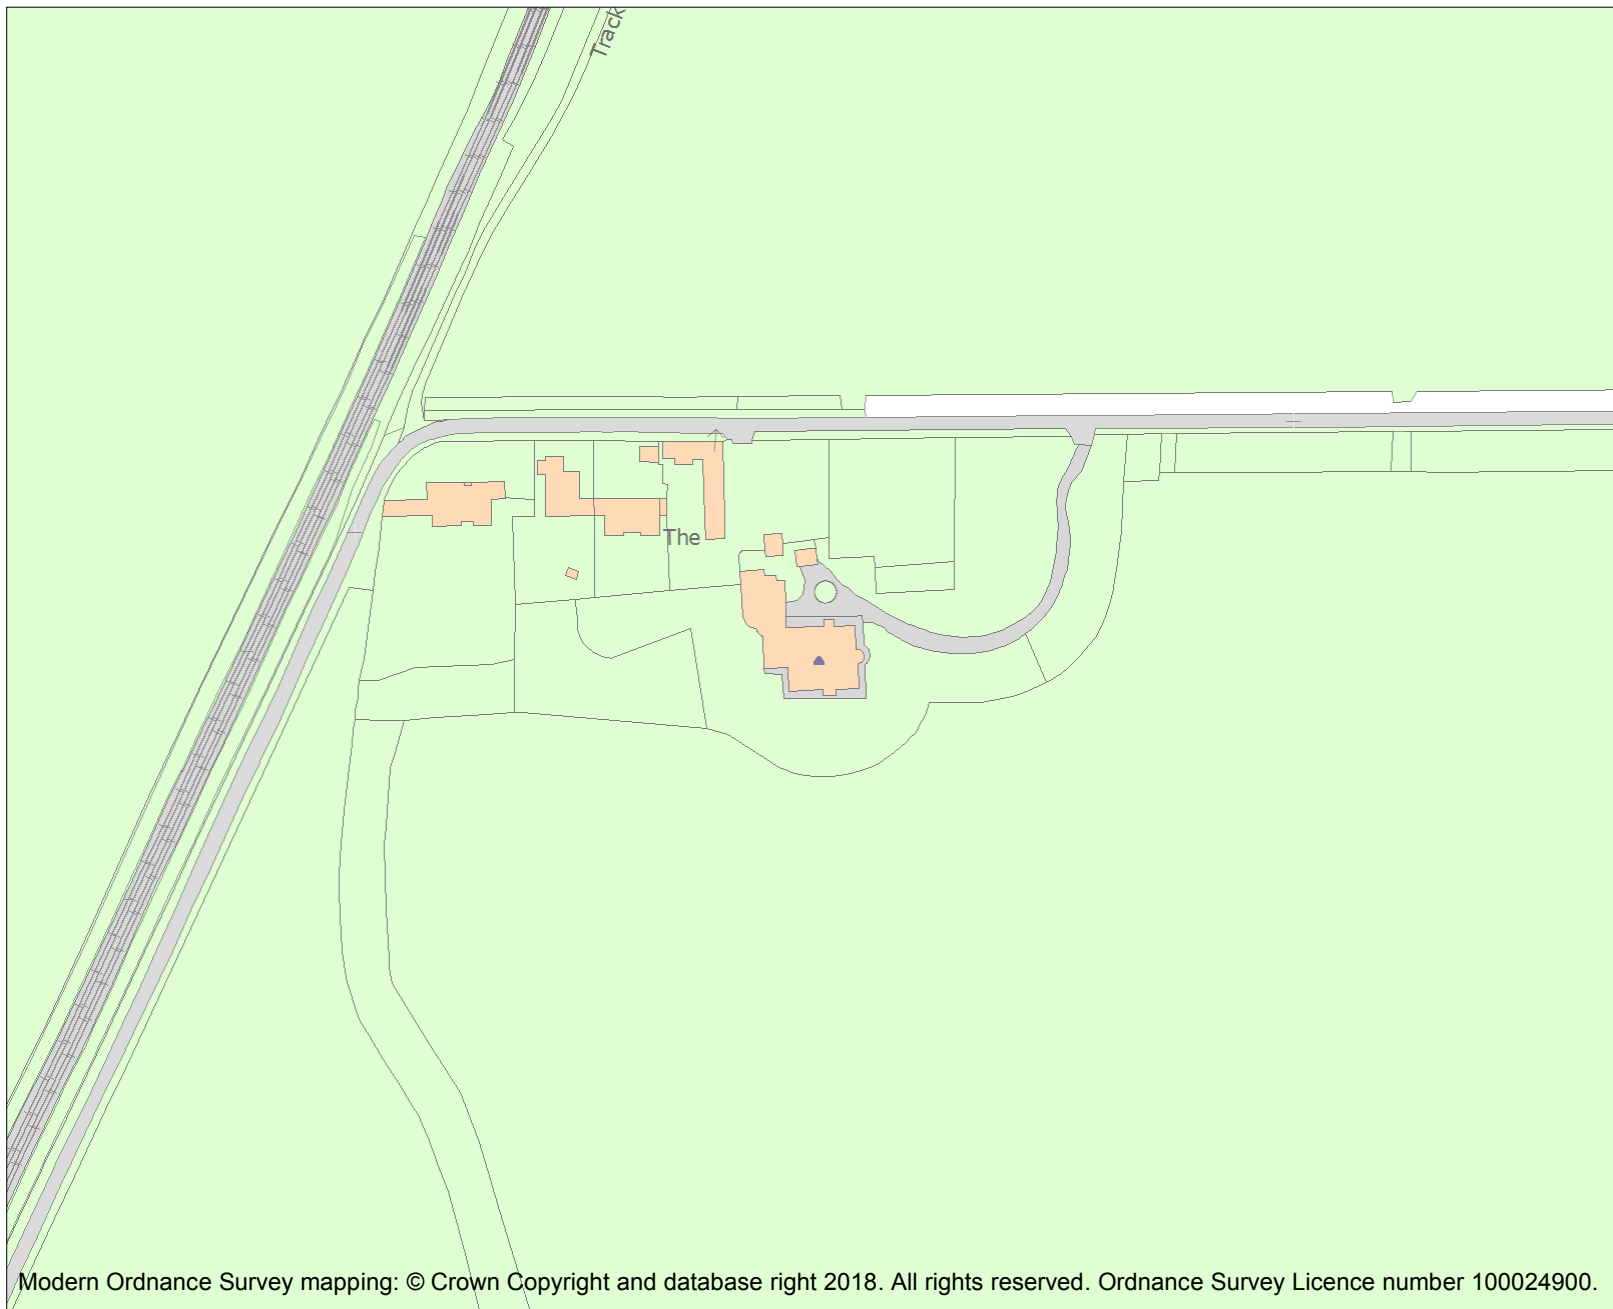 Track
The
Modern Ordnance Survey mapping: © Crown Copyright and database right 2018. All rights reserved. Ordnance Survey Licence number 100024900.